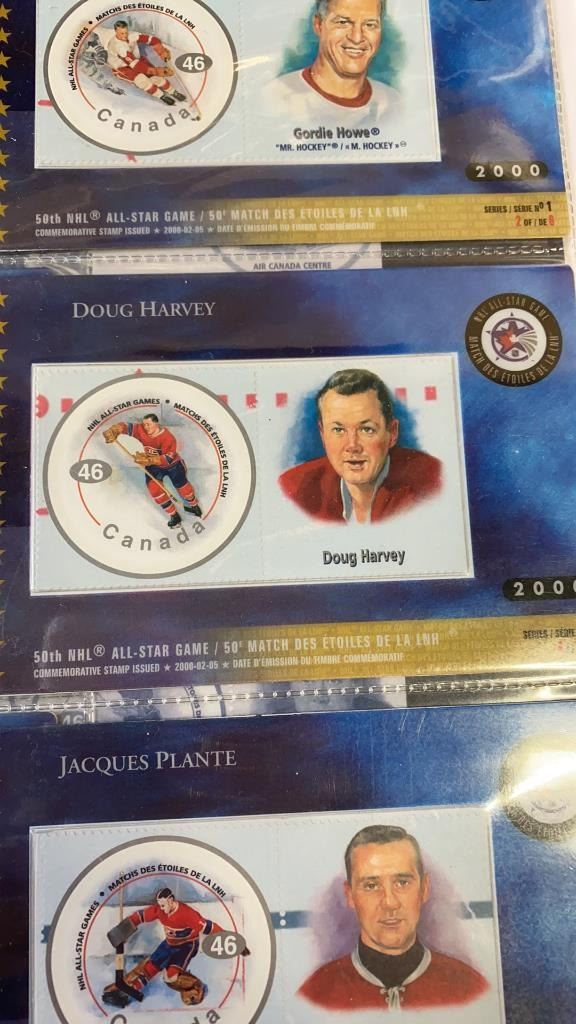 NHL ALL-STAR GAMES • MATCHS DES ÉTOILES DE LA LNH
46
Canada
Gordie Howe®
"MR. HOCKEY"® / « M. HOCKEY »
2000
50th NHL® ALL-STAR GAME / 50e MATCH DES ÉTOILES DE LA LNH
COMMEMORATIVE STAMP ISSUED ★ 2000-02-05 ★ DATE D'ÉMISSION DU TIMBRE COMMÉMORATIF
SERIES / SÉRIE Nº 1
2 OF / DE 6
AIR CANADA CENTRE
DOUG HARVEY
NHL ALL-STAR GAME
MATCH DES ÉTOILES DE LA LNH
NHL ALL-STAR GAMES • MATCHS DES ÉTOILES DE LA LNH
46
Canada
Doug Harvey
200
50th NHL® ALL-STAR GAME / 50e MATCH DES ÉTOILES DE LA LNH
COMMEMORATIVE STAMP ISSUED ★ 2000-02-05 ★ DATE D'ÉMISSION DU TIMBRE COMMÉMORATIF
SERIES / SÉRIE
46
JACQUES PLANTE
NHL ALL-STAR GAMES • MATCHS DES ÉTOILES DE LA LNH
46
Canada